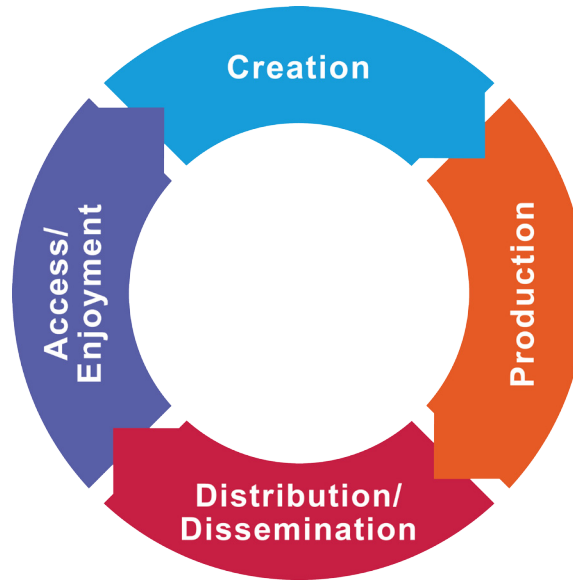 Creation
Production
Distribution/
Dissemination
Access/
Enjoyment